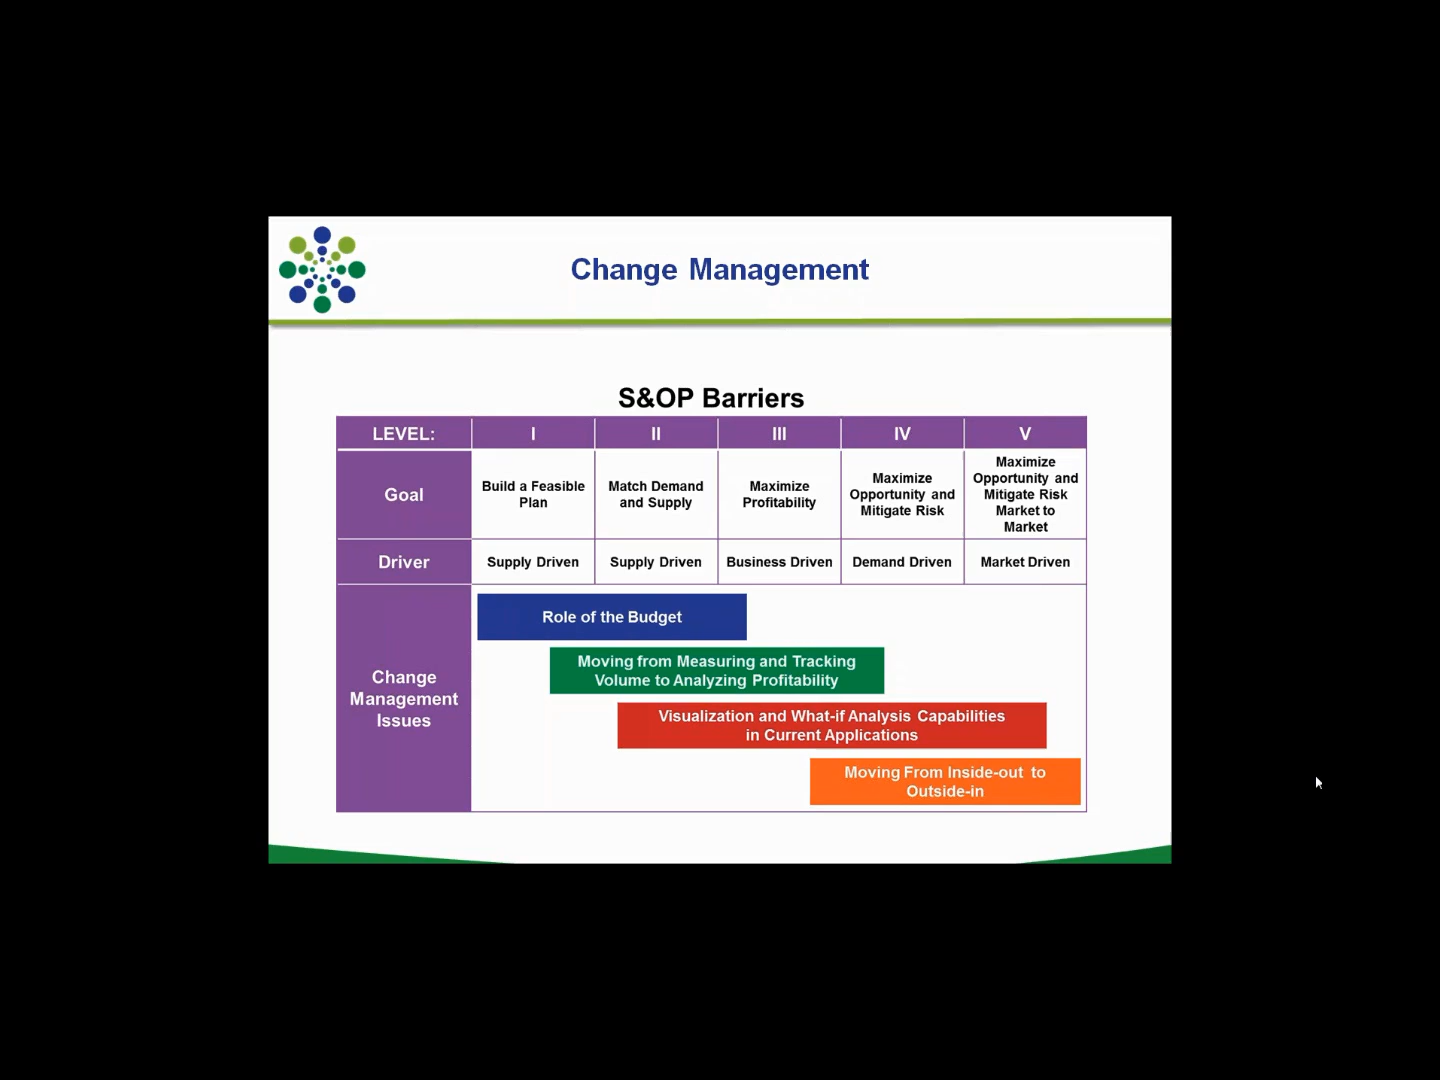 Change Management
S&OP Barriers
LEVEL: I II III IV V
Goal
Build a Feasible
Plan
Match Demand
and Supply
Maximize
Profitability
Maximize
Opportunity and
Mitigate Risk
Maximize
Opportunity and
Mitigate Risk
Market to
Market
Driver
Supply Driven
Supply Driven
Business Driven
Demand Driven
Market Driven
Change
Management
Issues
Role of the Budget
Moving from Measuring and Tracking
Volume to Analyzing Profitability
Visualization and What-if Analysis Capabilities
in Current Applications
Moving From Inside-out to
Outside-in